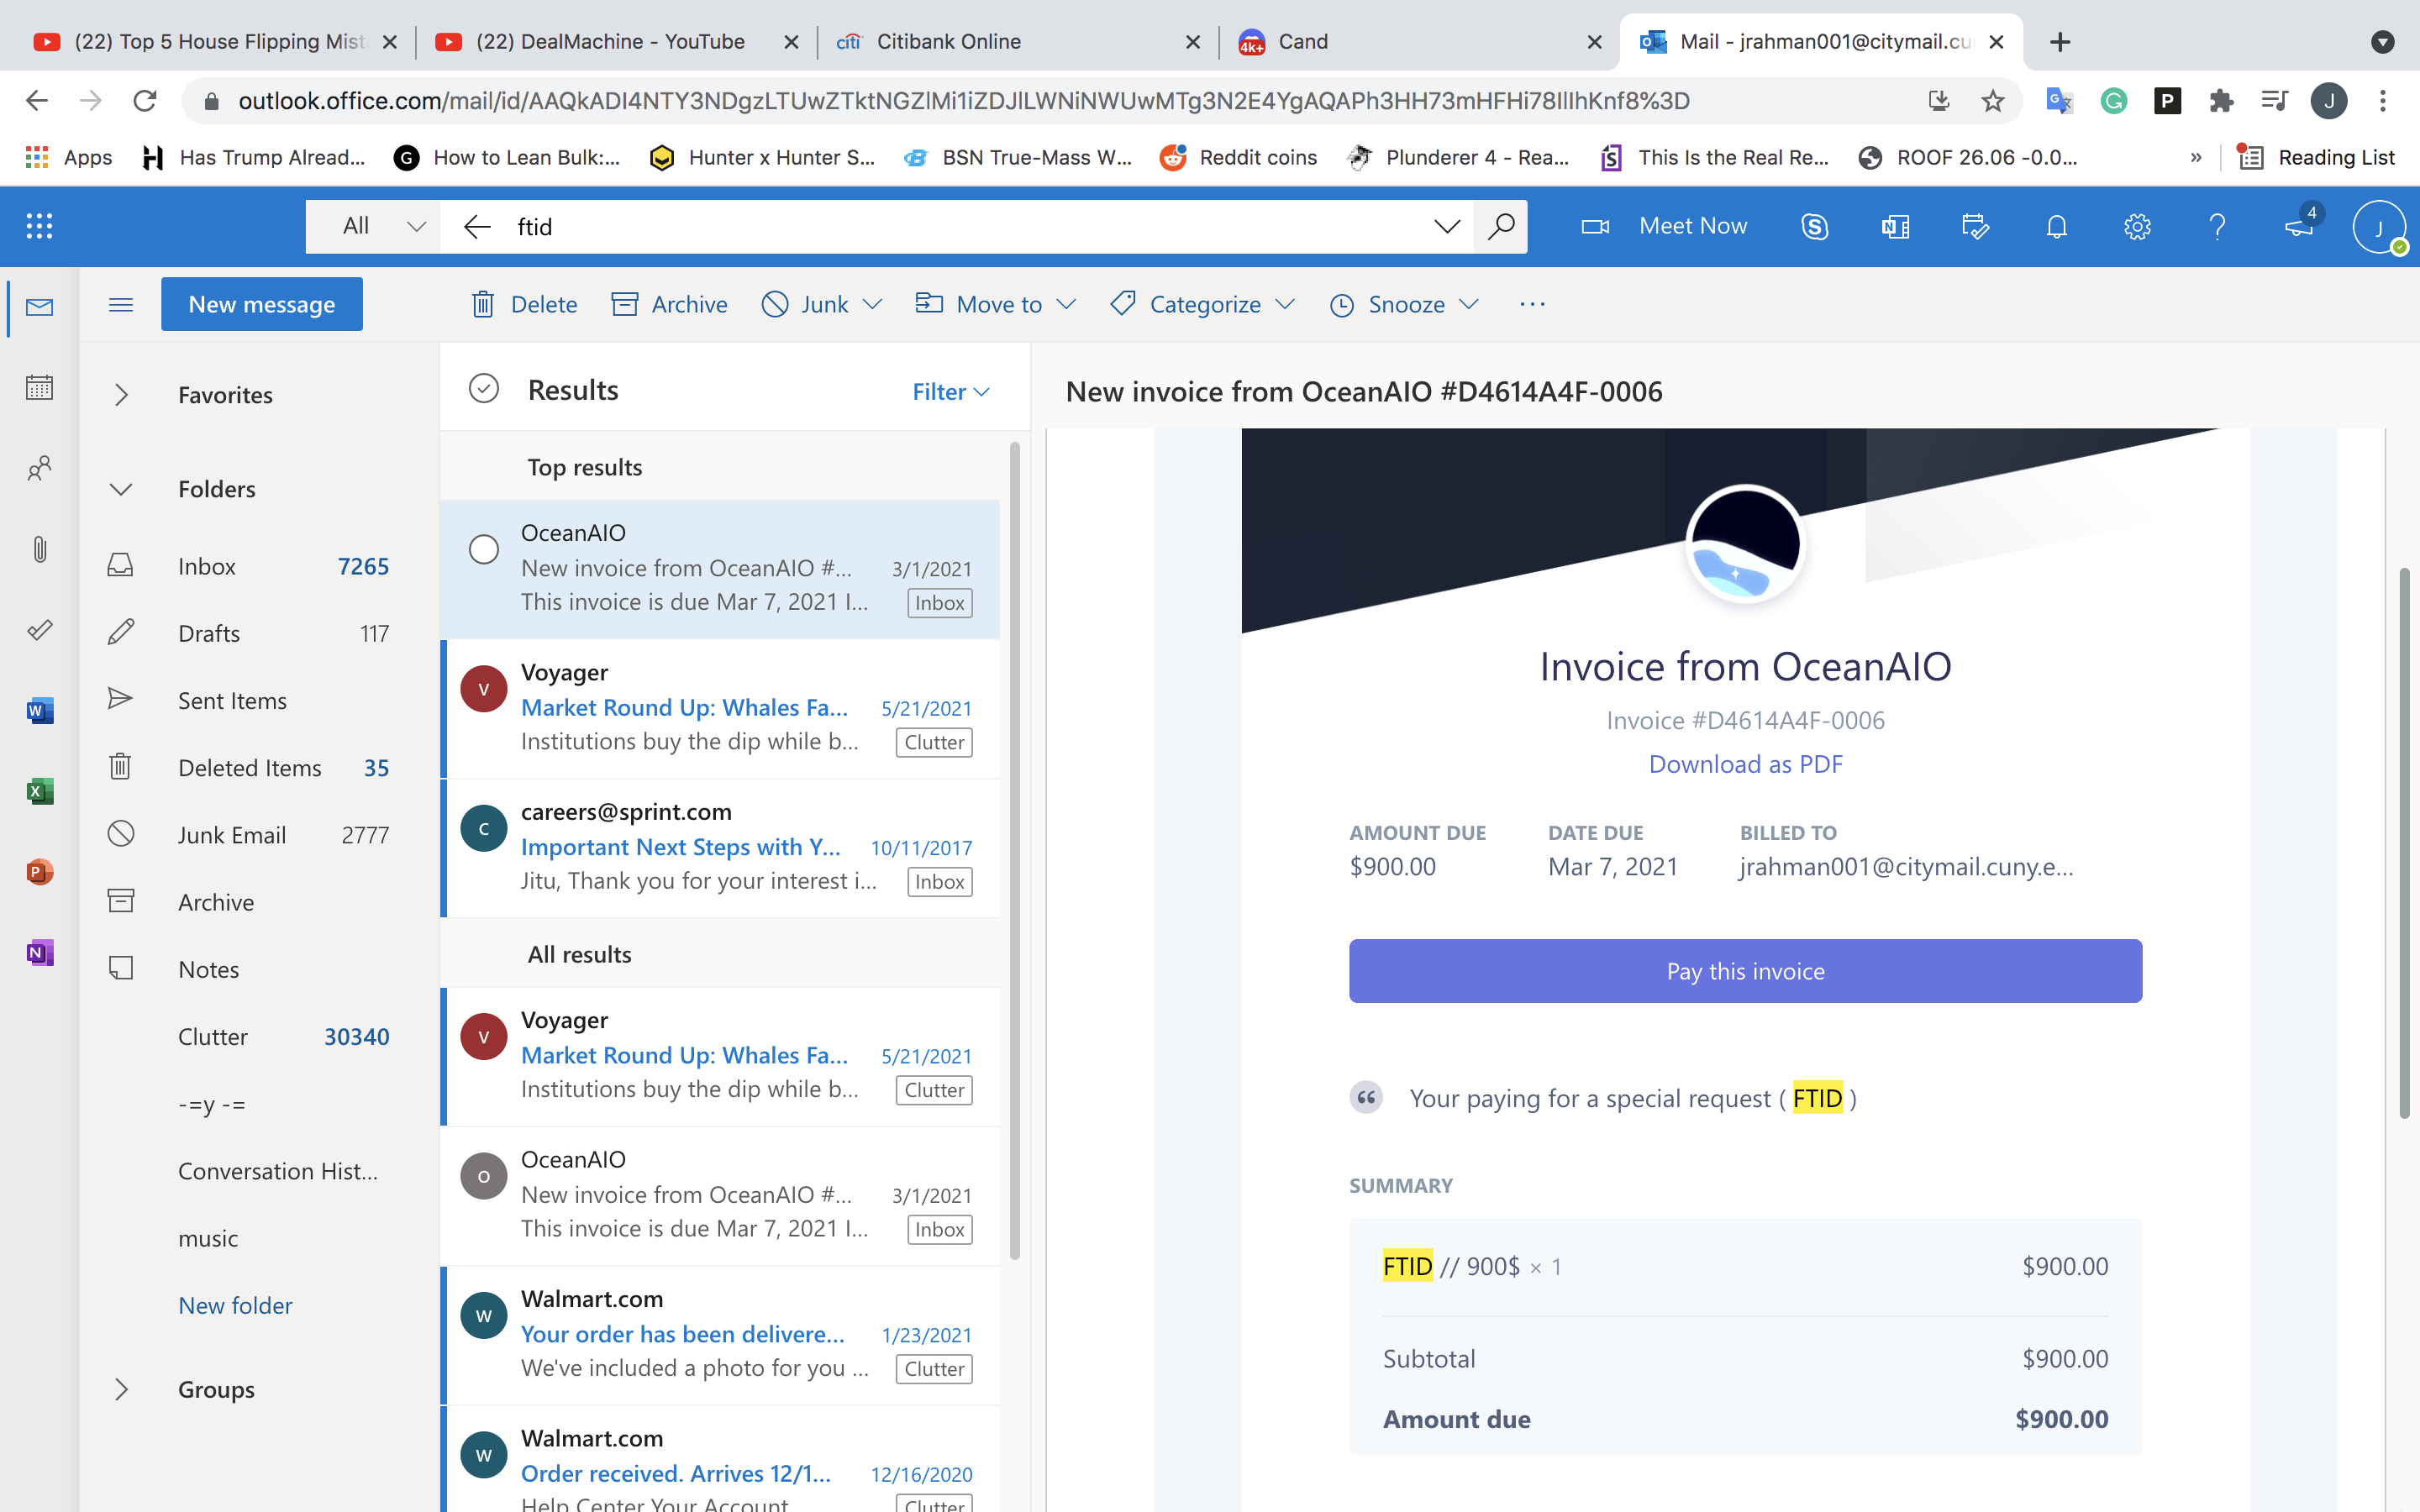 (22) Top 5 House Flipping Mist
(22) DealMachine - YouTube
citi Citibank Online
4k+ Cand
Mail - jrahman001@citymail.cu
outlook.office.com/mail/id/AAQkADI4NTY3NDgzLTUwZTktNGZlMi1iZDJlLWNiNWUwMTg3N2E4YgAQAPh3HH73mHFHi78IlIhKnf8%3D
J
Apps
Has Trump Alread...
How to Lean Bulk:...
Hunter x Hunter S...
BSN True-Mass W...
Reddit coins
Plunderer 4 - Rea...
This Is the Real Re...
ROOF 26.06 -0.0...
»
Reading List
All
ftid
Meet Now
4
J
New message
Delete
Archive
Junk
Move to
Categorize
Snooze
...
Favorites
Folders
Inbox 7265
Drafts 117
Sent Items
Deleted Items 35
Junk Email 2777
Archive
Notes
Clutter 30340
-=y -=
Conversation Hist...
music
New folder
Groups
Results
Filter
Top results
OceanAIO
New invoice from OceanAIO #... 3/1/2021
This invoice is due Mar 7, 2021 I... Inbox
V
Voyager
Market Round Up: Whales Fa... 5/21/2021
Institutions buy the dip while b... Clutter
C
careers@sprint.com
Important Next Steps with Y... 10/11/2017
Jitu, Thank you for your interest i... Inbox
All results
V
Voyager
Market Round Up: Whales Fa... 5/21/2021
Institutions buy the dip while b... Clutter
O
OceanAIO
New invoice from OceanAIO #... 3/1/2021
This invoice is due Mar 7, 2021 I... Inbox
W
Walmart.com
Your order has been delivere... 1/23/2021
We've included a photo for you ... Clutter
W
Walmart.com
Order received. Arrives 12/1... 12/16/2020
Help Center Your Account Clutter
New invoice from OceanAIO #D4614A4F-0006
Invoice from OceanAIO
Invoice #D4614A4F-0006
Download as PDF
AMOUNT DUE DATE DUE BILLED TO
$900.00 Mar 7, 2021 jrahman001@citymail.cuny.e...
Pay this invoice
Your paying for a special request ( FTID )
SUMMARY
FTID // 900$ × 1 $900.00
Subtotal $900.00
Amount due $900.00